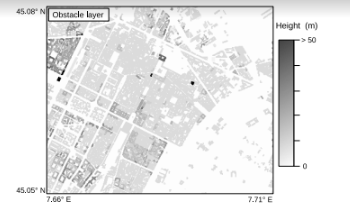 45.08° N
Obstacle layer
Height (m)
> 50
0
45.05° N
7.66° E
7.71° E